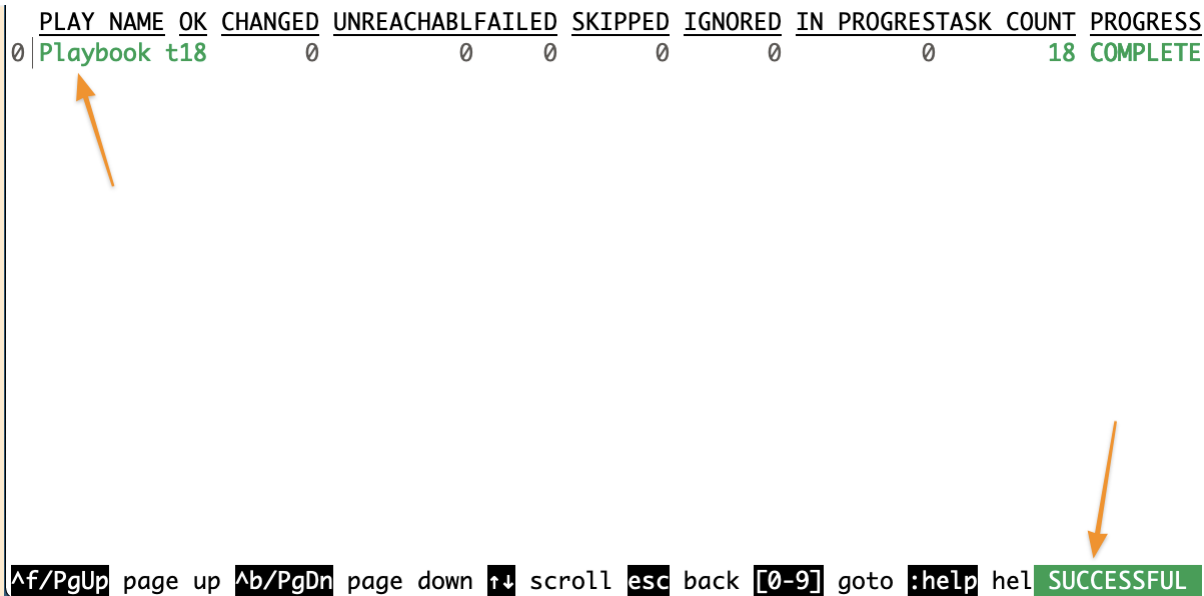 PLAY NAME OK CHANGED UNREACHABLFAILED SKIPPED IGNORED IN PROGRESTASK COUNT PROGRESS
0│Playbook t18 0 0 0 0 0 0 18 COMPLETE
^f/PgUp page up ^b/PgDn page down ↑↓ scroll esc back [0-9] goto :help hel SUCCESSFUL